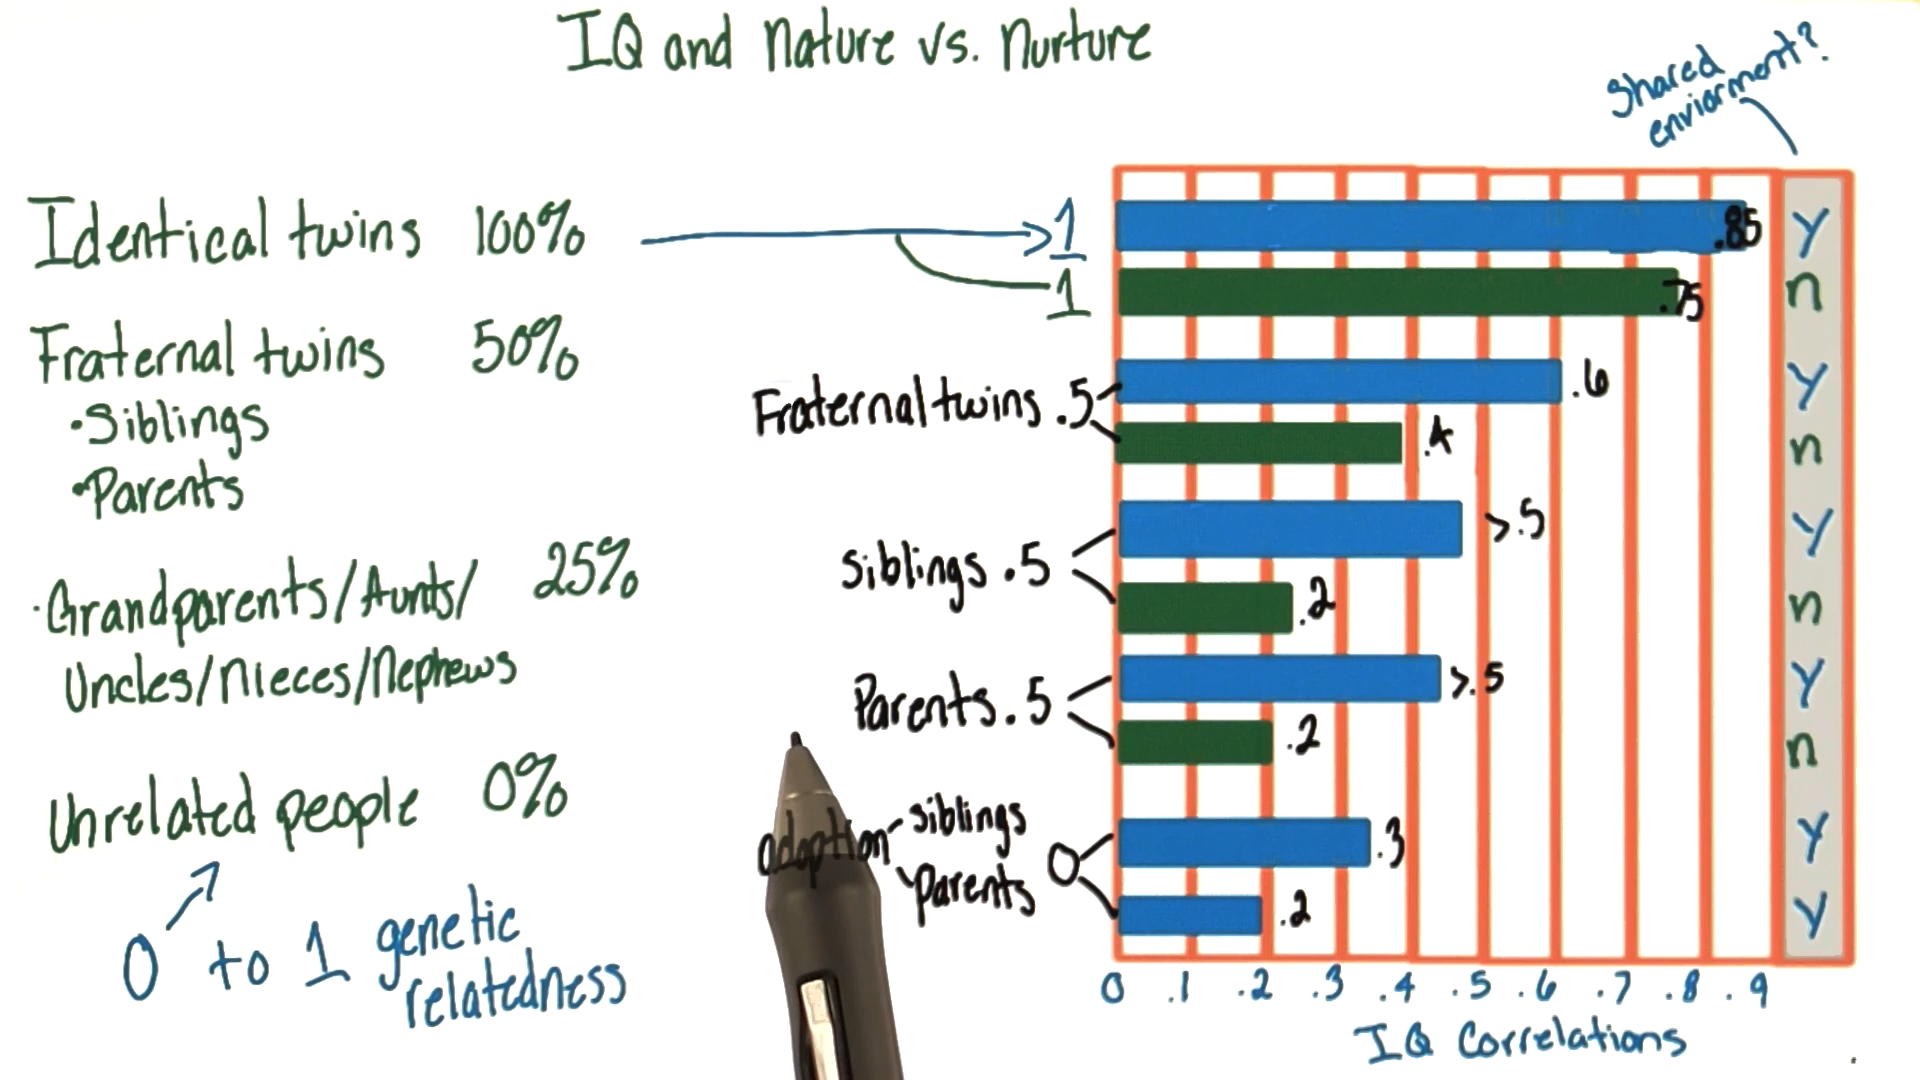 IQ and Nature vs. Nurture
Shared
enviorment?
Identical twins 100%
Fraternal twins 50%
•Siblings
•Parents
•Grandparents/Aunts/ 25%
Uncles/Nieces/Nephews
Unrelated people 0%
0 to 1 genetic
relatedness
1
1
Fraternal twins .5
Siblings .5
Parents .5
adoption siblings
Parents
0
.85 y
.75 n
.6 y
.4 n
>.5 y
.2 n
>.5 y
.2 n
.3 y
.2 y
0 .1 .2 .3 .4 .5 .6 .7 .8 .9
IQ Correlations